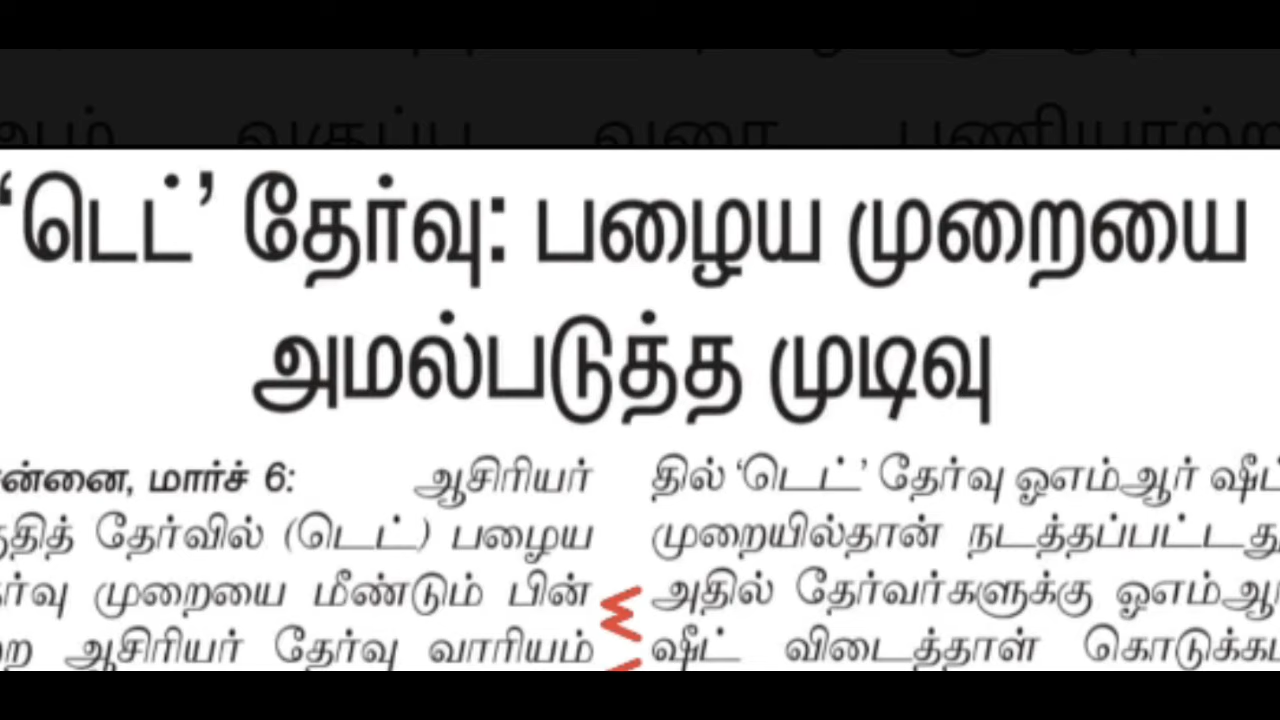 ‘டெட்’ தேர்வு: பழைய முறையை
அமல்படுத்த முடிவு
மார்ச் 6: ஆசிரியர்
தேர்வில் (டெட்) பழைய
முறையை மீண்டும் பின்
ஆசிரியர் தேர்வு வாரியம்
தில் ‘டெட்’ தேர்வு ஓஎம்ஆர் ஷீட்
முறையில்தான் நடத்தப்பட்டது
அதில் தேர்வர்களுக்கு ஓஎம்ஆர்
ஷீட் விடைத்தாள்